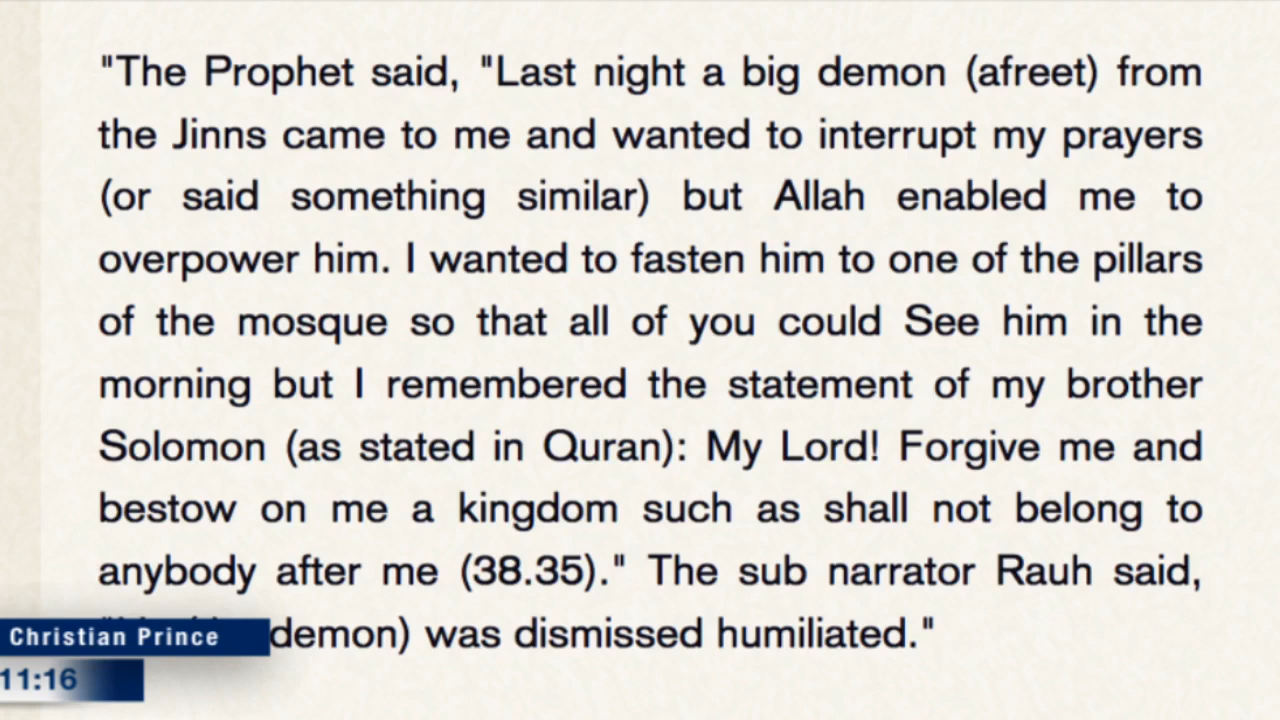 "The Prophet said, "Last night a big demon (afreet) from
the Jinns came to me and wanted to interrupt my prayers
(or said something similar) but Allah enabled me to
overpower him. I wanted to fasten him to one of the pillars
of the mosque so that all of you could See him in the
morning but I remembered the statement of my brother
Solomon (as stated in Quran): My Lord! Forgive me and
bestow on me a kingdom such as shall not belong to
anybody after me (38.35)." The sub narrator Rauh said,
demon) was dismissed humiliated."
Christian Prince
11:16